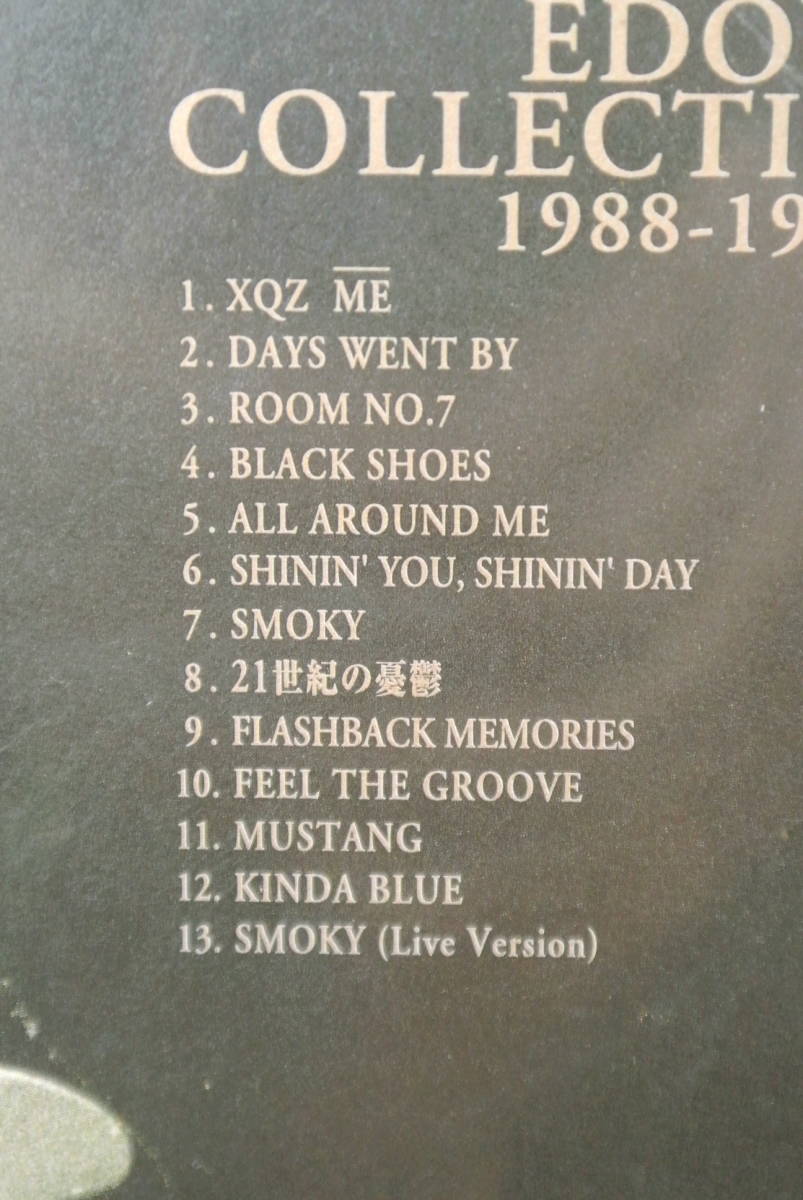 EDO
COLLECTI
1988-19
1. XQZ M̅E̅
2. DAYS WENT BY
3. ROOM NO.7
4. BLACK SHOES
5. ALL AROUND ME
6. SHININ' YOU, SHININ' DAY
7. SMOKY
8. 21世紀の憂鬱
9. FLASHBACK MEMORIES
10. FEEL THE GROOVE
11. MUSTANG
12. KINDA BLUE
13. SMOKY (Live Version)